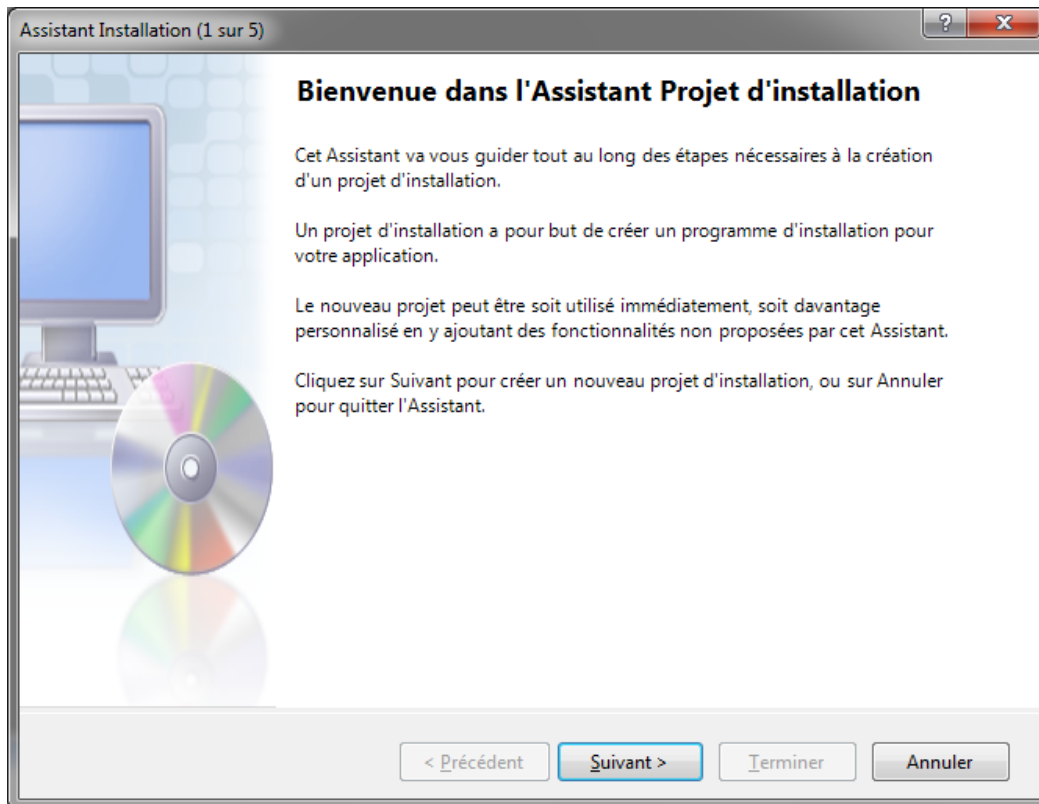 Assistant Installation (1 sur 5)
?
Bienvenue dans l'Assistant Projet d'installation
Cet Assistant va vous guider tout au long des étapes nécessaires à la création
d'un projet d'installation.
Un projet d'installation a pour but de créer un programme d'installation pour
votre application.
Le nouveau projet peut être soit utilisé immédiatement, soit davantage
personnalisé en y ajoutant des fonctionnalités non proposées par cet Assistant.
Cliquez sur Suivant pour créer un nouveau projet d'installation, ou sur Annuler
pour quitter l'Assistant.
< Précédent Suivant > Terminer Annuler